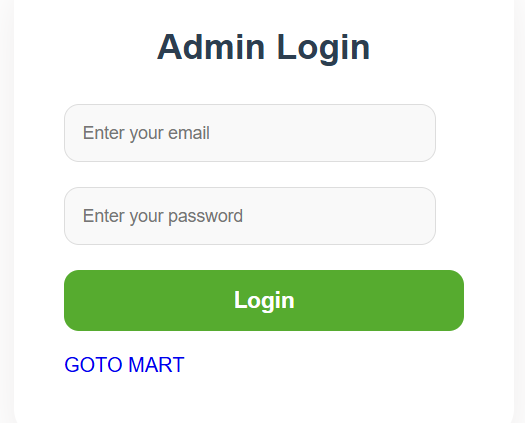 Admin Login
Enter your email
Enter your password
Login
GOTO MART